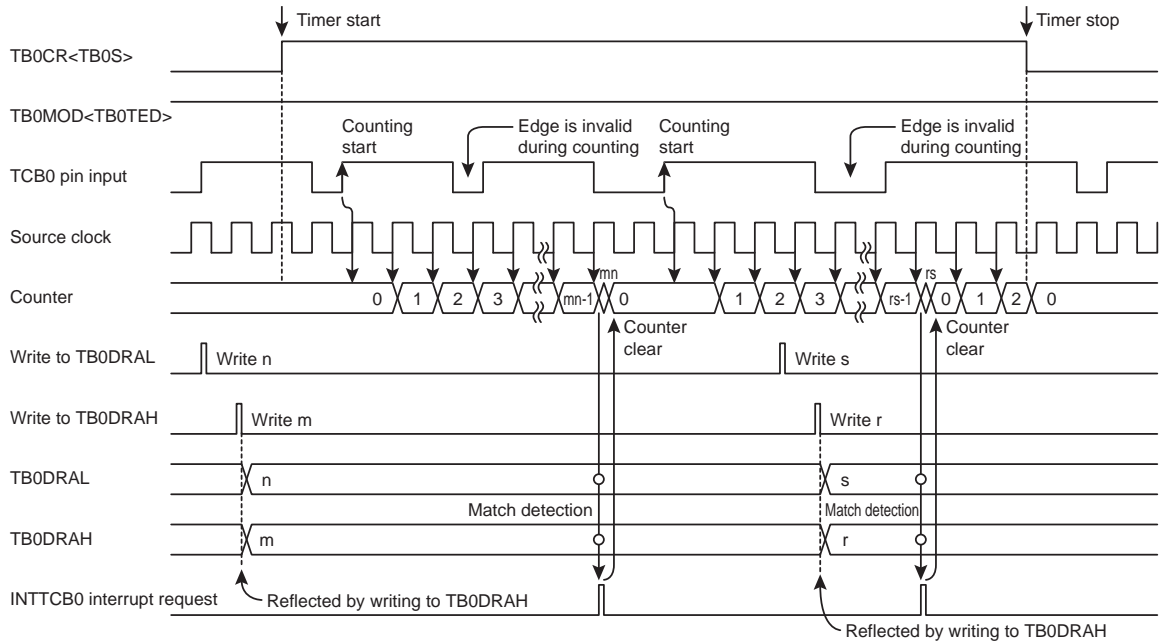 Timer start
Timer stop
TB0CR<TB0S>
TB0MOD<TB0TED>
Counting
start
Edge is invalid
during counting
Counting
start
Edge is invalid
during counting
TCB0 pin input
Source clock
mn
rs
Counter
0 1 2 3 mn-1 0 1 2 3 rs-1 0 1 2 0
Counter
clear
Counter
clear
Write to TB0DRAL
Write n
Write s
Write to TB0DRAH
Write m
Write r
TB0DRAL
n
s
Match detection
Match detection
TB0DRAH
m
r
INTTCB0 interrupt request
Reflected by writing to TB0DRAH
Reflected by writing to TB0DRAH